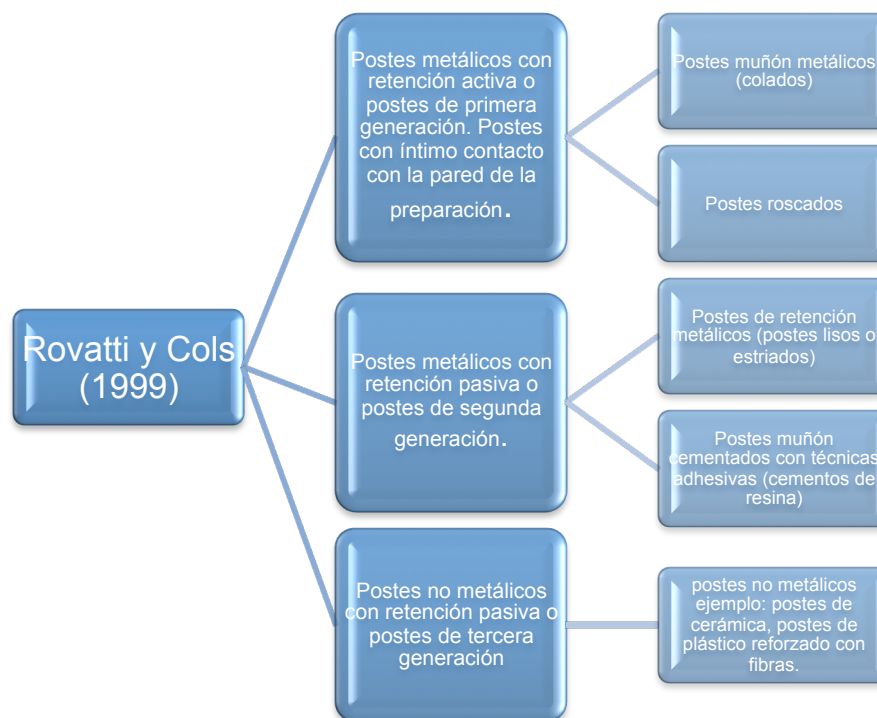 Rovatti y Cols
(1999)
Postes metálicos con
retención activa o
postes de primera
generación. Postes
con íntimo contacto
con la pared de la
preparación.
Postes muñón metálicos
(colados)
Postes roscados
Postes metálicos con
retención pasiva o
postes de segunda
generación.
Postes de retención
metálicos (postes lisos o
estriados)
Postes muñón
cementados con técnicas
adhesivas (cementos de
resina)
Postes no metálicos
con retención pasiva o
postes de tercera
generación
postes no metálicos
ejemplo: postes de
cerámica, postes de
plástico reforzado con
fibras.